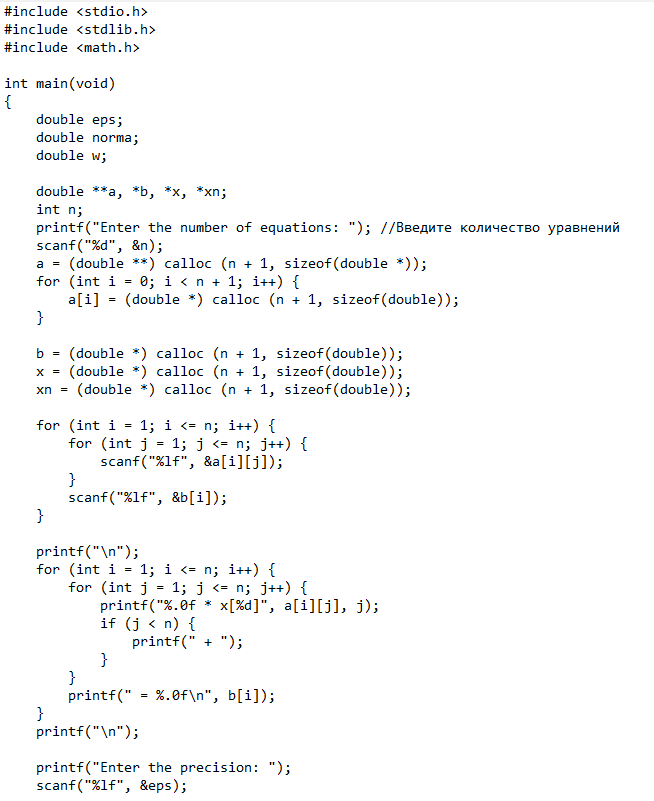 #include <stdio.h>
#include <stdlib.h>
#include <math.h>

int main(void)
{
    double eps;
    double norma;
    double w;

    double **a, *b, *x, *xn;
    int n;
    printf("Enter the number of equations: "); //Введите количество уравнений
    scanf("%d", &n);
    a = (double **) calloc (n + 1, sizeof(double *));
    for (int i = 0; i < n + 1; i++) {
        a[i] = (double *) calloc (n + 1, sizeof(double));
    }

    b = (double *) calloc (n + 1, sizeof(double));
    x = (double *) calloc (n + 1, sizeof(double));
    xn = (double *) calloc (n + 1, sizeof(double));

    for (int i = 1; i <= n; i++) {
        for (int j = 1; j <= n; j++) {
            scanf("%lf", &a[i][j]);
        }
        scanf("%lf", &b[i]);
    }

    printf("\n");
    for (int i = 1; i <= n; i++) {
        for (int j = 1; j <= n; j++) {
            printf("%.0f * x[%d]", a[i][j], j);
            if (j < n) {
                printf(" + ");
            }
        }
        printf(" = %.0f\n", b[i]);
    }
    printf("\n");

    printf("Enter the precision: ");
    scanf("%lf", &eps);